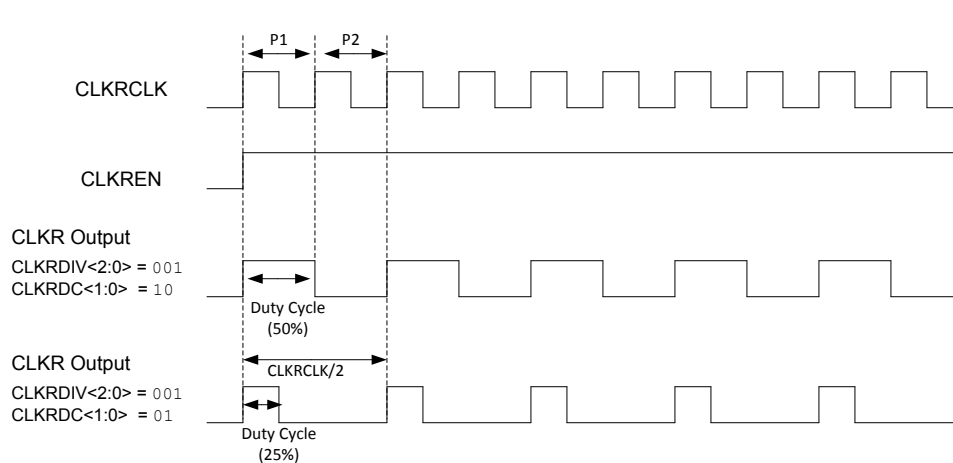 P1
P2
CLKRCLK
CLKREN
CLKR Output
CLKRDIV<2:0> = 001
CLKRDC<1:0> = 10
Duty Cycle
(50%)
CLKR Output
CLKRCLK/2
CLKRDIV<2:0> = 001
CLKRDC<1:0> = 01
Duty Cycle
(25%)